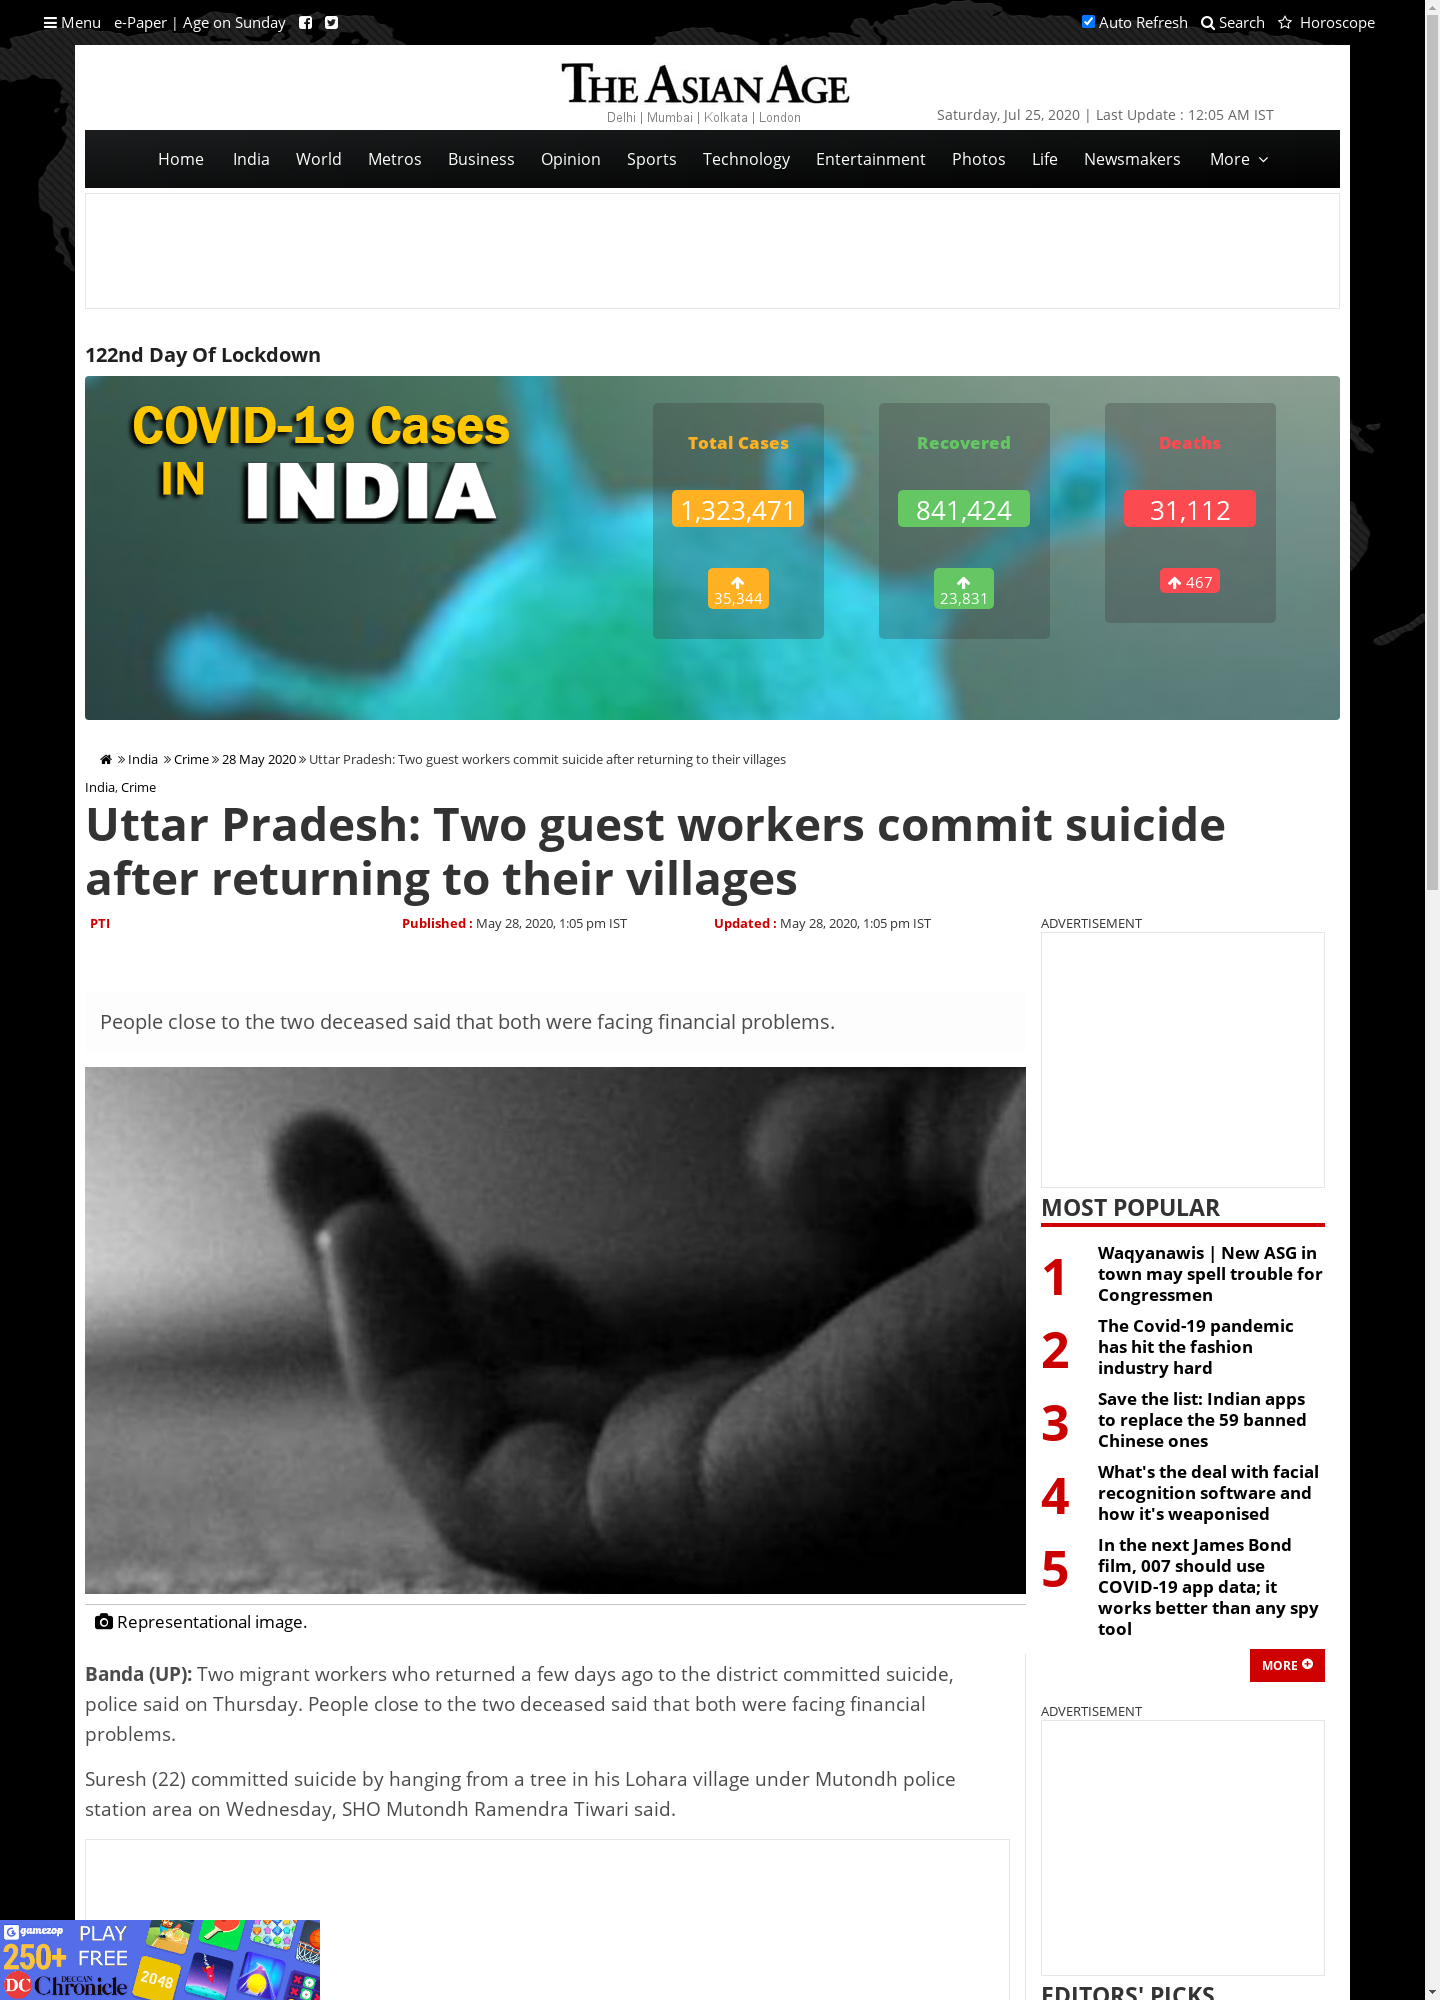 Menu e-Paper | Age on Sunday
Auto Refresh Search Horoscope
THE ASIAN AGE
Delhi | Mumbai | Kolkata | London
Saturday, Jul 25, 2020 | Last Update : 12:05 AM IST
Home India World Metros Business Opinion Sports Technology Entertainment Photos Life Newsmakers More
122nd Day Of Lockdown
COVID-19 Cases
IN INDIA
Total Cases
1,323,471
35,344
Recovered
841,424
23,831
Deaths
31,112
467
India » Crime » 28 May 2020 » Uttar Pradesh: Two guest workers commit suicide after returning to their villages
India, Crime
Uttar Pradesh: Two guest workers commit suicide
after returning to their villages
PTI
Published : May 28, 2020, 1:05 pm IST
Updated : May 28, 2020, 1:05 pm IST
People close to the two deceased said that both were facing financial problems.
Representational image.
Banda (UP): Two migrant workers who returned a few days ago to the district committed suicide,
police said on Thursday. People close to the two deceased said that both were facing financial
problems.
Suresh (22) committed suicide by hanging from a tree in his Lohara village under Mutondh police
station area on Wednesday, SHO Mutondh Ramendra Tiwari said.
ADVERTISEMENT
MOST POPULAR
1
Waqyanawis | New ASG in
town may spell trouble for
Congressmen
2
The Covid-19 pandemic
has hit the fashion
industry hard
3
Save the list: Indian apps
to replace the 59 banned
Chinese ones
4
What's the deal with facial
recognition software and
how it's weaponised
5
In the next James Bond
film, 007 should use
COVID-19 app data; it
works better than any spy
tool
MORE
ADVERTISEMENT
EDITORS' PICKS
gamezop PLAY
250+ FREE
DC DECCAN
Chronicle
2048